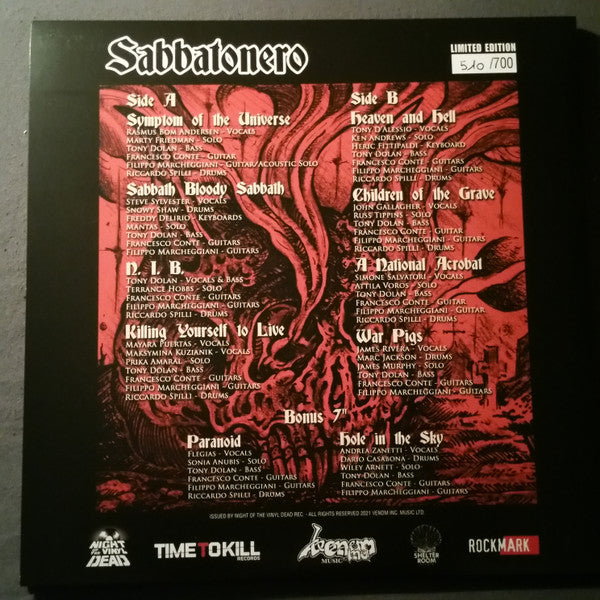 Sabbatonero
LIMITED EDITION
510 /700
Side A
Symptom of the Universe
RASMUS BOM ANDERSEN - VOCALS
MARTY FRIEDMAN - SOLO
TONY DOLAN - BASS
FRANCESCO CONTE - GUITAR
FILIPPO MARCHEGGIANI - GUITAR/ACOUSTIC SOLO
RICCARDO SPILLI - DRUMS
Sabbath Bloody Sabbath
STEVE SYLVESTER - VOCALS
SNOWY SHAW - DRUMS
FREDDY DELIRIO - KEYBOARDS
MANTAS - SOLO
TONY DOLAN - BASS
FRANCESCO CONTE - GUITARS
FILIPPO MARCHEGGIANI - GUITARS
N. I. B.
TONY DOLAN - VOCALS & BASS
TERRANCE HOBBS - SOLO
FRANCESCO CONTE - GUITARS
FILIPPO MARCHEGGIANI - GUITARS
RICCARDO SPILLI - DRUMS
Killing Yourself to Live
MAYARA PUERTAS - VOCALS
MAKSYMINA KUZIANIK - VOCALS
PRIKA AMARAL - SOLO
TONY DOLAN - BASS
FRANCESCO CONTE - GUITARS
FILIPPO MARCHEGGIANI - GUITARS
RICCARDO SPILLI - DRUMS
Side B
Heaven and Hell
TONY D'ALESSIO - VOCALS
KEN ANDREWS - SOLO
HERIC FITTIPALDI - KEYBOARD
TONY DOLAN - BASS
FRANCESCO CONTE - GUITARS
FILIPPO MARCHEGGIANI - GUITARS
RICCARDO SPILLI - DRUMS
Children of the Grave
JOHN GALLAGHER - VOCALS
RUSS TIPPINS - SOLO
TONY DOLAN - BASS
FRANCESCO CONTE - GUITARS
FILIPPO MARCHEGGIANI - GUITARS
RICCARDO SPILLI - DRUMS
A National Acrobat
SIMONE SALVATORI - VOCALS
ATTILA VOROS - SOLO
TONY DOLAN - BASS
FRANCESCO CONTE - GUITAR
FILIPPO MARCHEGGIANI - GUITAR
RICCARDO SPILLI - DRUMS
War Pigs
JAMES RIVERA - VOCALS
MARC JACKSON - DRUMS
JAMES MURPHY - SOLO
TONY DOLAN - BASS
FRANCESCO CONTE - GUITARS
FILIPPO MARCHEGGIANI - GUITARS
Bonus 7"
Paranoid
FLEGIAS - VOCALS
SONIA ANUBIS - SOLO
TONY DOLAN - BASS
FRANCESCO CONTE - GUITARS
FILIPPO MARCHEGGIANI - GUITARS
RICCARDO SPILLI - DRUMS
Hole in the Sky
ANDREA ZANETTI - VOCALS
DARIO CASABONA - DRUMS
WILEY ARNETT - SOLO
TONY DOLAN - BASS
FRANCESCO CONTE - GUITARS
FILIPPO MARCHEGGIANI - GUITARS
ISSUED BY NIGHT OF THE VINYL DEAD REC. - ALL RIGHTS RESERVED 2021 VENOM INC. MUSIC LTD.
NIGHT
OF THE VINYL
DEAD
TIME TO KILL
RECORDS
Venom Inc
MUSIC
SHELTER
ROOM
ROCKMARK